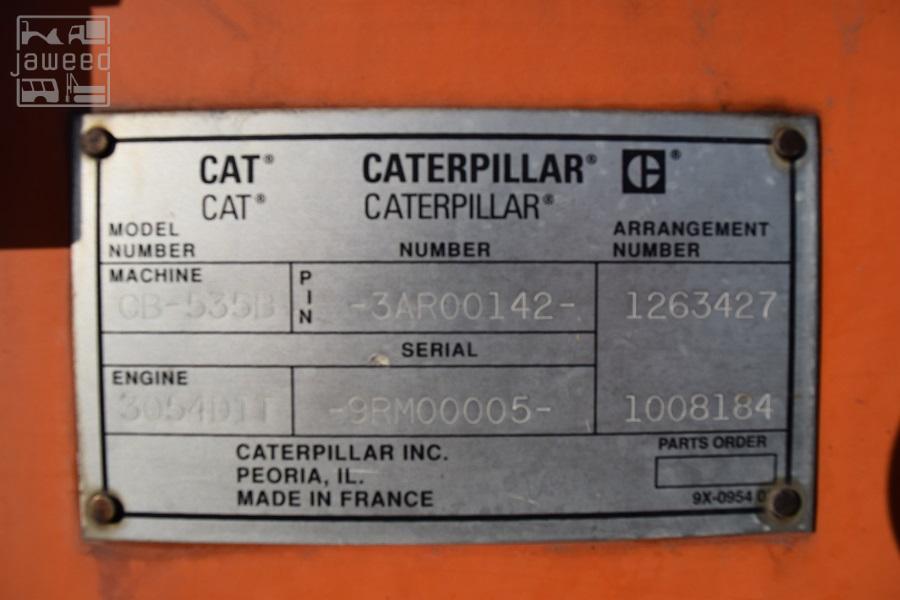 jaweed
CAT® CATERPILLAR® C®
CAT® CATERPILLAR®
MODEL NUMBER NUMBER ARRANGEMENT NUMBER
MACHINE PIN
CB-535B -3AR00142- 1263427
SERIAL
ENGINE
3054DIT -9RM00005- 1008184
PARTS ORDER
CATERPILLAR INC.
PEORIA, IL.
MADE IN FRANCE
9X-0954 0